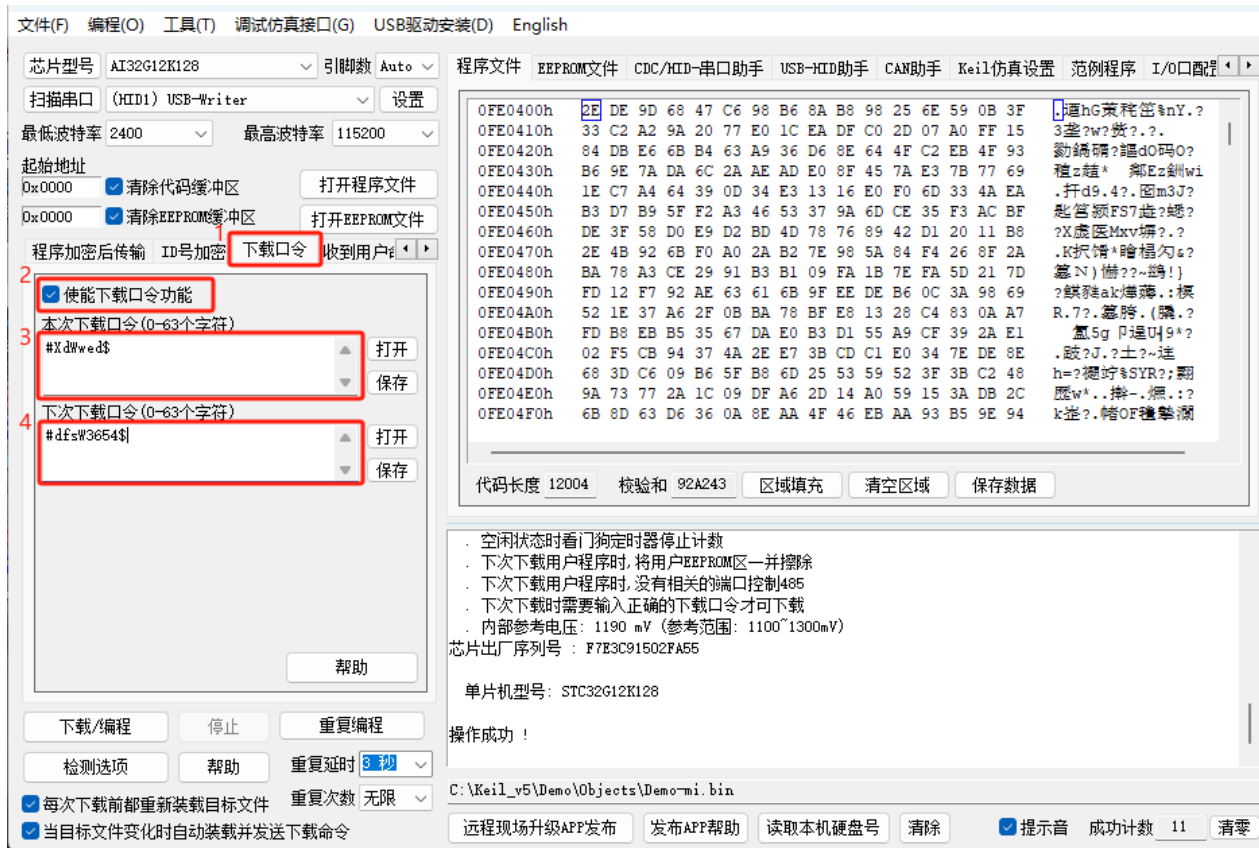 文件(F) 编程(O) 工具(T) 调试仿真接口(G) USB驱动安装(D) English
芯片型号 AI32G12K128 引脚数 Auto
扫描串口 (HID1) USB-Writer 设置
最低波特率 2400 最高波特率 115200
起始地址
0x0000 清除代码缓冲区 打开程序文件
0x0000 清除EEPROM缓冲区 打开EEPROM文件
1
程序加密后传输 ID号加密 下载口令 收到用户
2
使能下载口令功能
本次下载口令(0-63个字符)
3
#XdWwed$
打开
保存
下次下载口令(0-63个字符)
4
#dfsW3654$
打开
保存
帮助
下载/编程 停止 重复编程
检测选项 帮助 重复延时 3 秒
每次下载前都重新装载目标文件 重复次数 无限
当目标文件变化时自动装载并发送下载命令
程序文件 EEPROM文件 CDC/HID-串口助手 USB-HID助手 CAN助手 Keil仿真设置 范例程序 I/O口配
0FE0400h 2E DE 9D 68 47 C6 98 B6 8A B8 98 25 6E 59 0B 3F
0FE0410h 33 C2 A2 9A 20 77 E0 1C EA DF C0 2D 07 A0 FF 15
0FE0420h 84 DB E6 6B B4 63 A9 36 D6 8E 64 4F C2 EB 4F 93
0FE0430h B6 9E 7A DA 6C 2A AE AD E0 8F 45 7A E3 7B 77 69
0FE0440h 1E C7 A4 64 39 0D 34 E3 13 16 E0 F0 6D 33 4A EA
0FE0450h B3 D7 B9 5F F2 A3 46 53 37 9A 6D CE 35 F3 AC BF
0FE0460h DE 3F 58 D0 E9 D2 BD 4D 78 76 89 42 D1 20 11 B8
0FE0470h 2E 4B 92 6B F0 A0 2A B2 7E 98 5A 84 F4 26 8F 2A
0FE0480h BA 78 A3 CE 29 91 B3 B1 09 FA 1B 7E FA 5D 21 7D
0FE0490h FD 12 F7 92 AE 63 61 6B 9F EE DE B6 0C 3A 98 69
0FE04A0h 52 1E 37 A6 2F 0B BA 78 BF E8 13 28 C4 83 0A A7
0FE04B0h FD B8 EB B5 35 67 DA E0 B3 D1 55 A9 CF 39 2A E1
0FE04C0h 02 F5 CB 94 37 4A 2E E7 3B CD C1 E0 34 7E DE 8E
0FE04D0h 68 3D C6 09 B6 5F B8 6D 25 53 59 52 3F 3B C2 48
0FE04E0h 9A 73 77 2A 1C 09 DF A6 2D 14 A0 59 15 3A DB 2C
0FE04F0h 6B 8D 63 D6 36 0A 8E AA 4F 46 EB AA 93 B5 9E 94
代码长度 12004 校验和 92A243 区域填充 清空区域 保存数据
. 空闲状态时看门狗定时器停止计数
. 下次下载用户程序时,将用户EEPROM区一并擦除
. 下次下载用户程序时,没有相关的端口控制485
. 下次下载时需要输入正确的下载口令才可下载
. 内部参考电压: 1190 mV (参考范围: 1100~1300mV)
芯片出厂序列号 : F7E3C91502FA55
单片机型号: STC32G12K128
操作成功 !
C:\Keil_v5\Demo\Objects\Demo-mi.bin
远程现场升级APP发布 发布APP帮助 读取本机硬盘号 清除 提示音 成功计数 11 清零